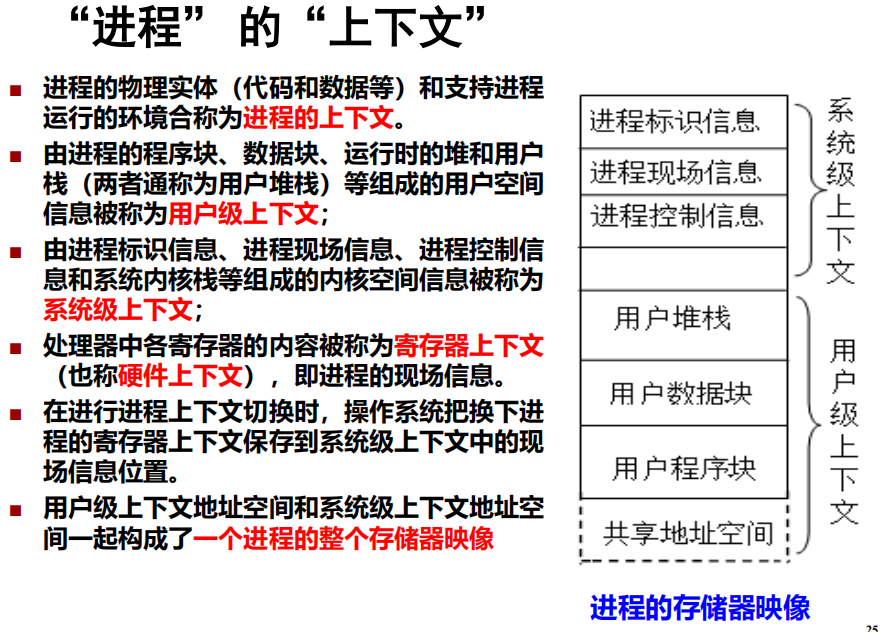 “进程” 的“上下文”
进程的物理实体（代码和数据等）和支持进程
运行的环境合称为进程的上下文。
由进程的程序块、数据块、运行时的堆和用户
栈（两者通称为用户堆栈）等组成的用户空间
信息被称为用户级上下文；
由进程标识信息、进程现场信息、进程控制信
息和系统内核栈等组成的内核空间信息被称为
系统级上下文；
处理器中各寄存器的内容被称为寄存器上下文
（也称硬件上下文），即进程的现场信息。
在进行进程上下文切换时，操作系统把换下进
程的寄存器上下文保存到系统级上下文中的现
场信息位置。
用户级上下文地址空间和系统级上下文地址空
间一起构成了一个进程的整个存储器映像
进程标识信息
进程现场信息
进程控制信息
系统级上下文
用户堆栈
用户数据块
用户程序块
共享地址空间
用户级上下文
进程的存储器映像
25